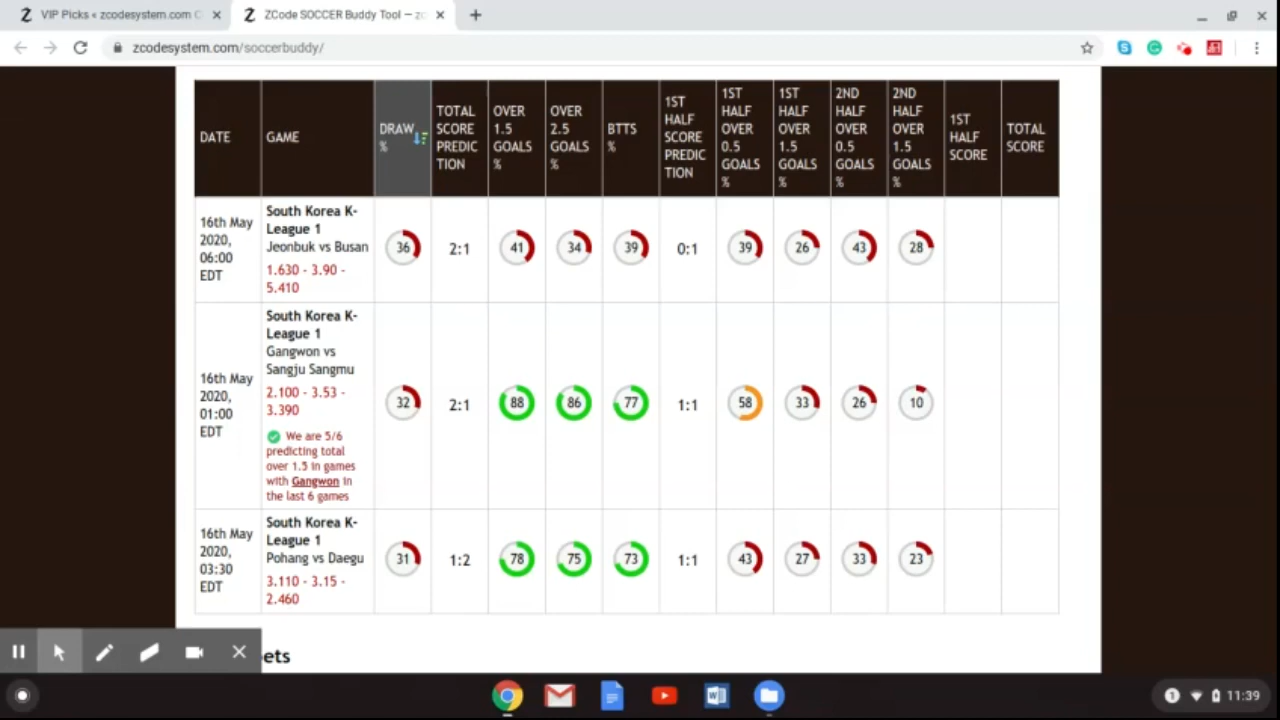 VIP Picks « zcodesystem.com C
ZCode SOCCER Buddy Tool — zc
zcodesystem.com/soccerbuddy/
DATE
GAME
DRAW
%
TOTAL
SCORE
PREDIC
TION
OVER
1.5
GOALS
%
OVER
2.5
GOALS
%
BTTS
%
1ST
HALF
SCORE
PREDIC
TION
1ST
HALF
OVER
0.5
GOALS
%
1ST
HALF
OVER
1.5
GOALS
%
2ND
HALF
OVER
0.5
GOALS
%
2ND
HALF
OVER
1.5
GOALS
%
1ST
HALF
SCORE
TOTAL
SCORE
16th May
2020,
06:00
EDT
South Korea K-
League 1
Jeonbuk vs Busan
1.630 - 3.90 -
5.410
36
2:1
41
34
39
0:1
39
26
43
28
16th May
2020,
01:00
EDT
South Korea K-
League 1
Gangwon vs
Sangju Sangmu
2.100 - 3.53 -
3.390
We are 5/6
predicting total
over 1.5 in games
with Gangwon in
the last 6 games
32
2:1
88
86
77
1:1
58
33
26
10
16th May
2020,
03:30
EDT
South Korea K-
League 1
Pohang vs Daegu
3.110 - 3.15 -
2.460
31
1:2
78
75
73
1:1
43
27
33
23
ets
1
11:39